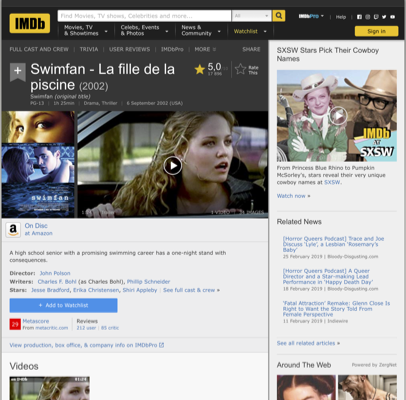 IMDb
Find Movies, TV shows, Celebrities and more...
All
IMDbPro
Help
Movies, TV
& Showtimes
Celebs, Events
& Photos
News &
Community
Watchlist
Sign in
FULL CAST AND CREW | TRIVIA | USER REVIEWS | IMDbPro | MORE
SHARE
Swimfan - La fille de la
piscine (2002)
Swimfan (original title)
PG-13 | 1h 25min | Drama, Thriller | 6 September 2002 (USA)
5,0
Rate
This
swimfan
1 VIDEO
On Disc
at Amazon
A high school senior with a promising swimming career has a one-night stand with
consequences.
Director: John Polson
Writers: Charles F. Bohl (as Charles Bohl), Phillip Schneider
Stars: Jesse Bradford, Erika Christensen, Shiri Appleby | See full cast & crew »
+ Add to Watchlist
29
Metascore
From metacritic.com
Reviews
212 user | 85 critic
View production, box office, & company info on IMDbPro
Videos
SXSW Stars Pick Their Cowboy
Names
IMDb
AT
SXSW
From Princess Blue Rhino to Pumpkin
McSorley's, stars reveal their very unique
cowboy names at SXSW.
Watch now »
Related News
[Horror Queers Podcast] Trace and Joe
Discuss 'Lyle', a Lesbian 'Rosemary's
Baby'
25 February 2019 | Bloody-Disgusting.com
[Horror Queers Podcast] A Queer
Director and a Star-making Lead
Performance in 'Happy Death Day'
18 February 2019 | Bloody-Disgusting.com
'Fatal Attraction' Remake: Glenn Close Is
Right to Want the Story Told From
Female Perspective
11 February 2019 | Indiewire
See all related articles »
Around The Web
Powered by ZergNet